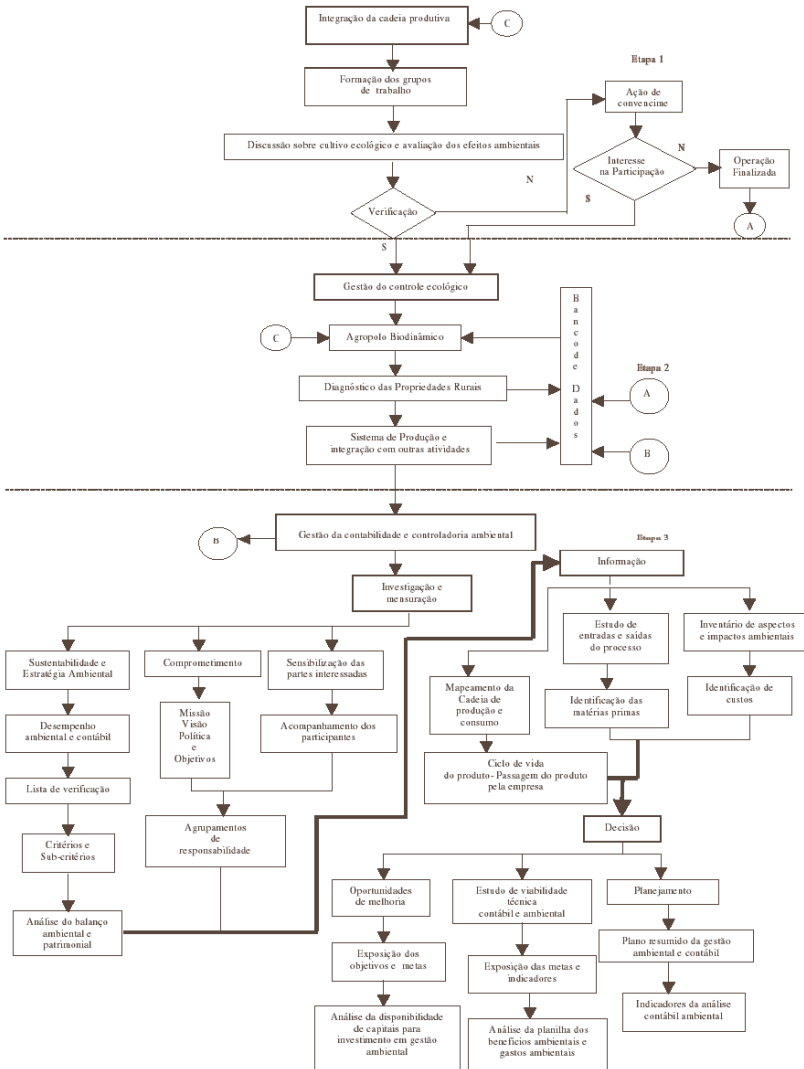 Integração da cadeia produtiva
C
Etapa 1
Formação dos grupos
de trabalho
Ação de
convencime
Discussão sobre cultivo ecológico e avaliação dos efeitos ambientais
N
Interesse
na Participação
Operação
Finalizada
N
S
Verificação
A
S
Gestão do controle ecológico
Banco de Dados
C
Agropolo Biodinâmico
Etapa 2
Diagnóstico das Propriedades Rurais
A
Sistema de Produção e
integração com outras atividades
B
B
Gestão da contabilidade e controladoria ambiental
Etapa 3
Informação
Investigação e
mensuração
Estudo de
entradas e saídas
do processo
Inventário de aspectos
e impactos ambientais
Sustentabilidade e
Estratégia Ambiental
Comprometimento
Sensibilização das
partes interessadas
Mapeamento da
Cadeia de
produção e
consumo
Identificação das
matérias primas
Identificação de
custos
Desempenho
ambiental e contábil
Missão
Visão
Política
e
Objetivos
Acompanhamento dos
participantes
Ciclo de vida
do produto- Passagem do produto
pela empresa
Lista de verificação
Agrupamentos
de
responsabilidade
Decisão
Critérios e
Sub-critérios
Oportunidades
de melhoria
Estudo de viabilidade
técnica
contábil e ambiental
Planejamento
Análise do balanço
ambiental e
patrimonial
Exposição dos
objetivos e metas
Exposição das metas e
indicadores
Plano resumido da gestão
ambiental e contábil
Análise da disponibilidade
de capitais para
investimento em gestão
ambiental
Análise da planilha dos
benefícios ambientais e
gastos ambientais
Indicadores da análise
contábil ambiental